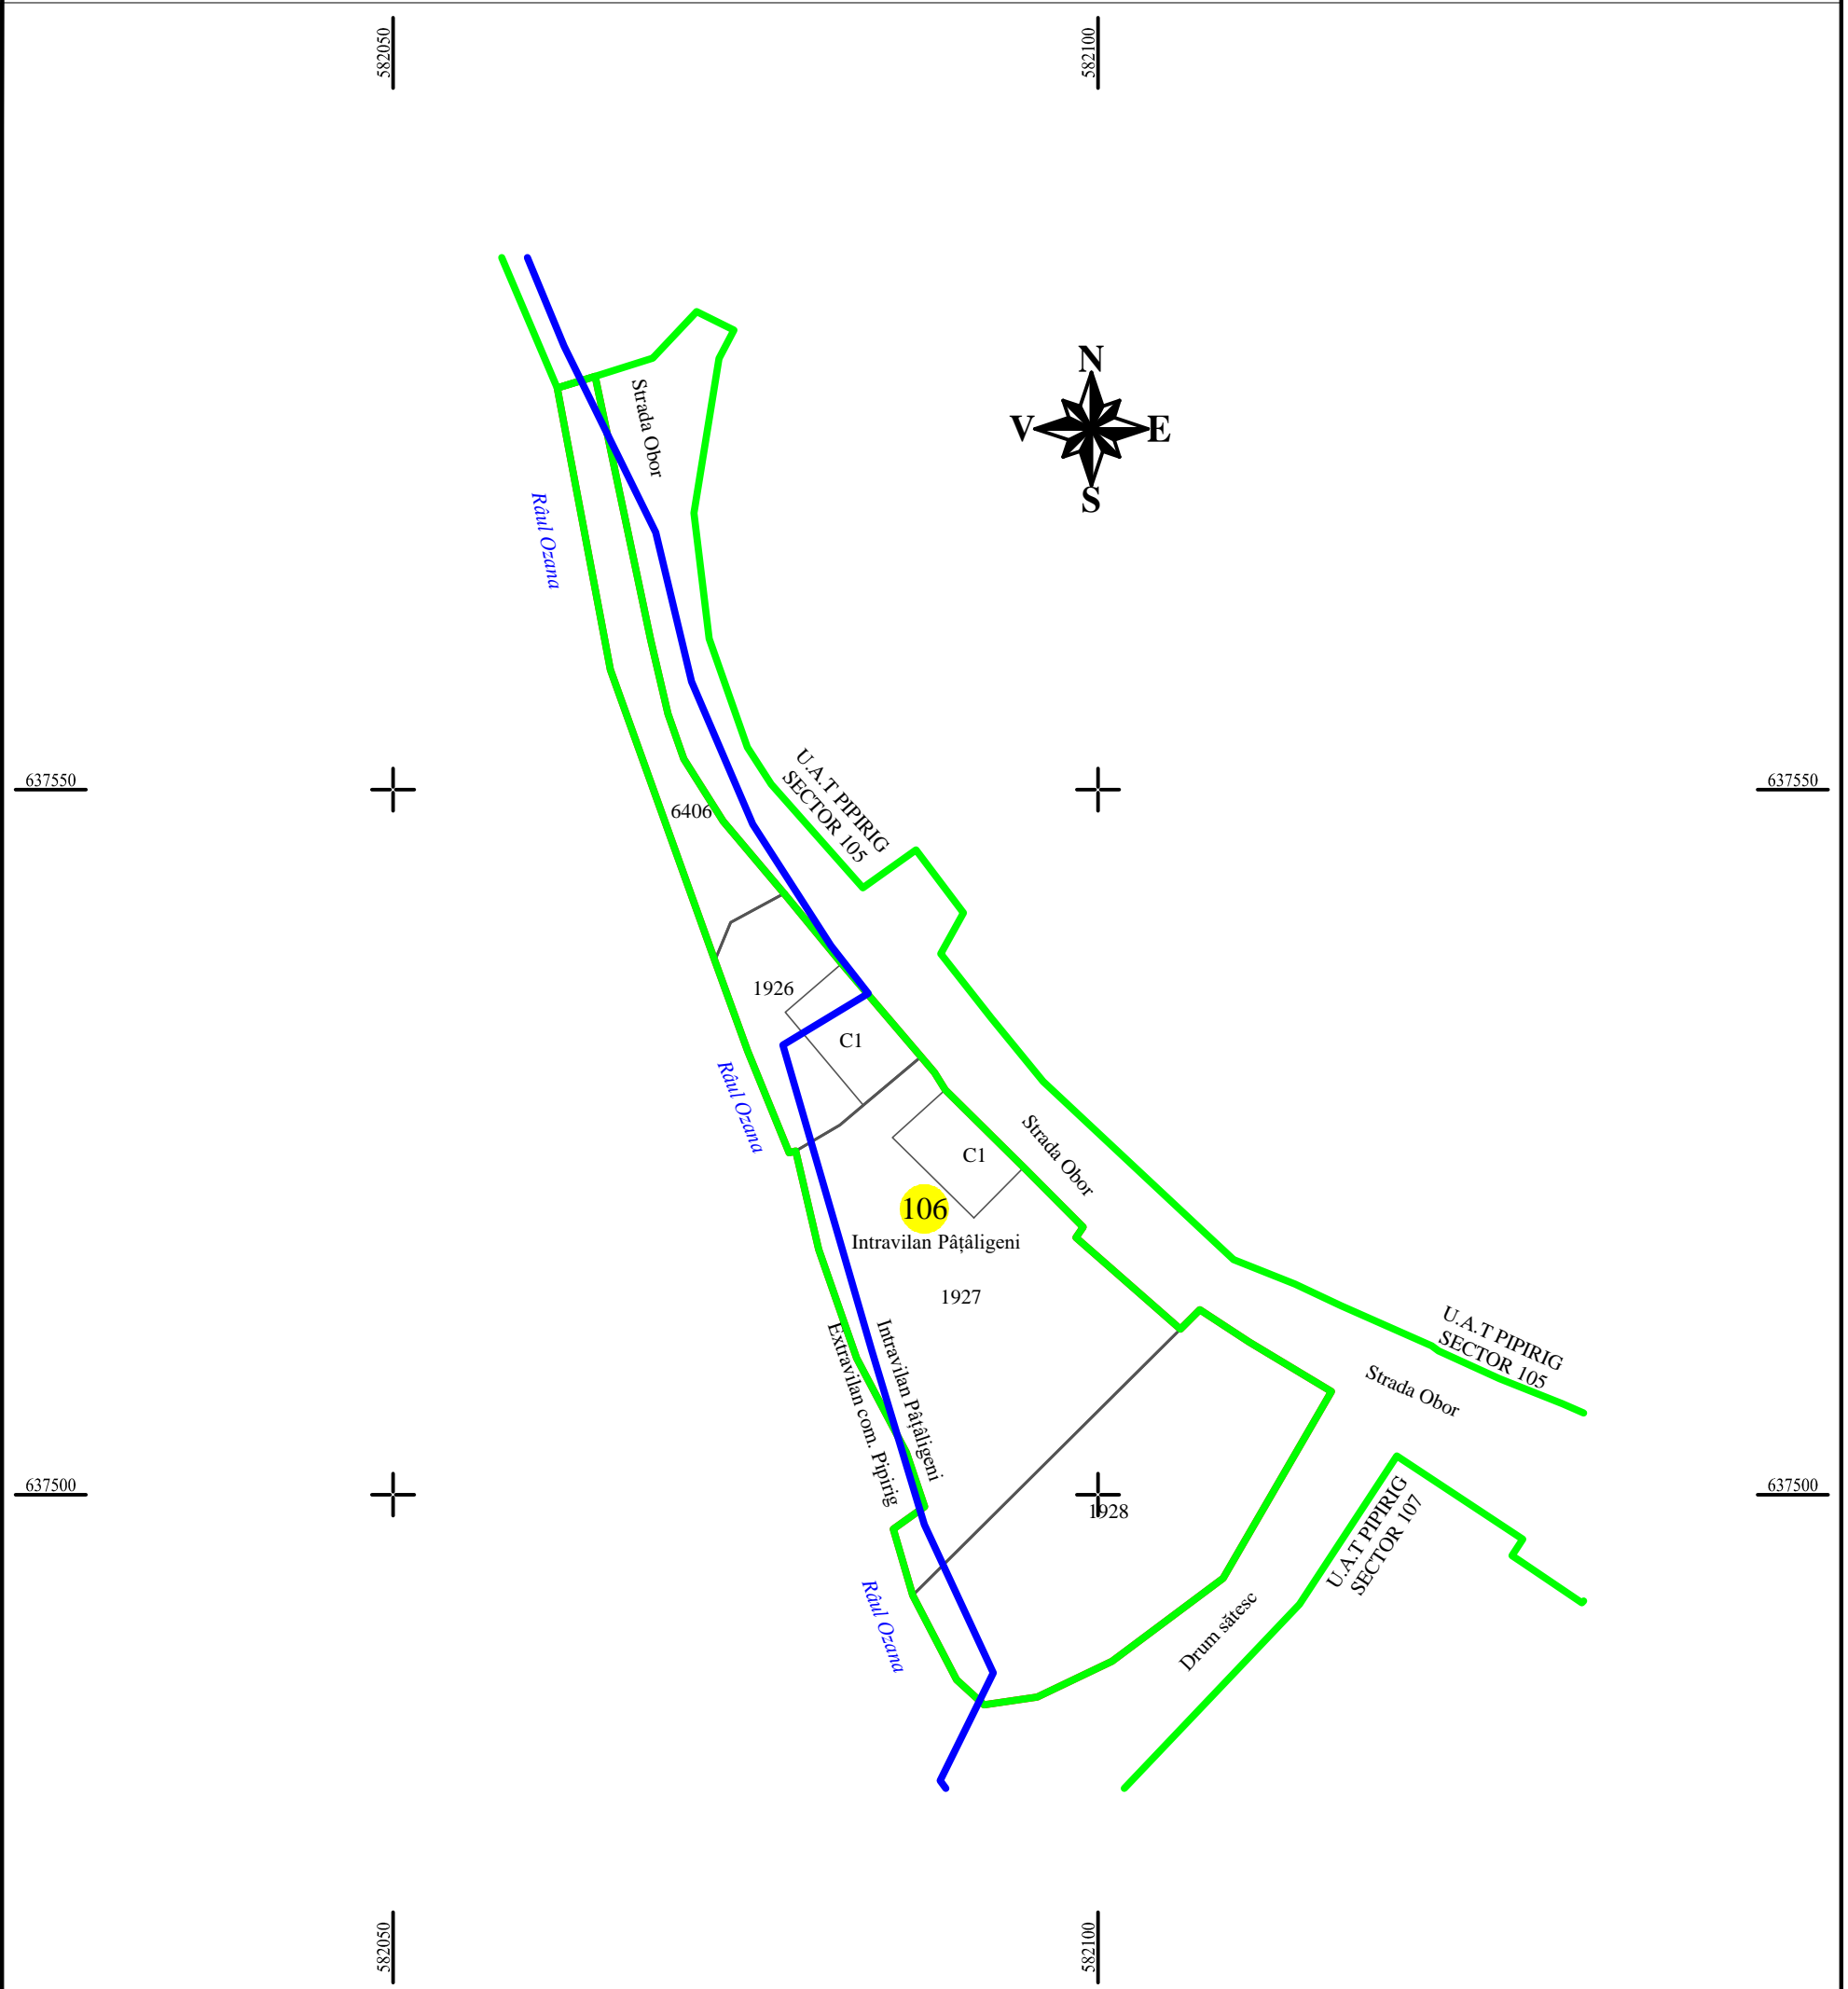 582050
582100
N
V
E
S
Strada Obor
Râul Ozana
637550
637550
U.A.T PIPIRIG
SECTOR 105
6406
1926
C1
Râul Ozana
C1
Strada Obor
106
Intravilan Pâțâligeni
1927
Intravilan Pâțâligeni
Extravilan com. Pipirig
U.A.T PIPIRIG
SECTOR 105
Strada Obor
637500
637500
1928
U.A.T PIPIRIG
SECTOR 107
Râul Ozana
Drum sătesc
582050
582100